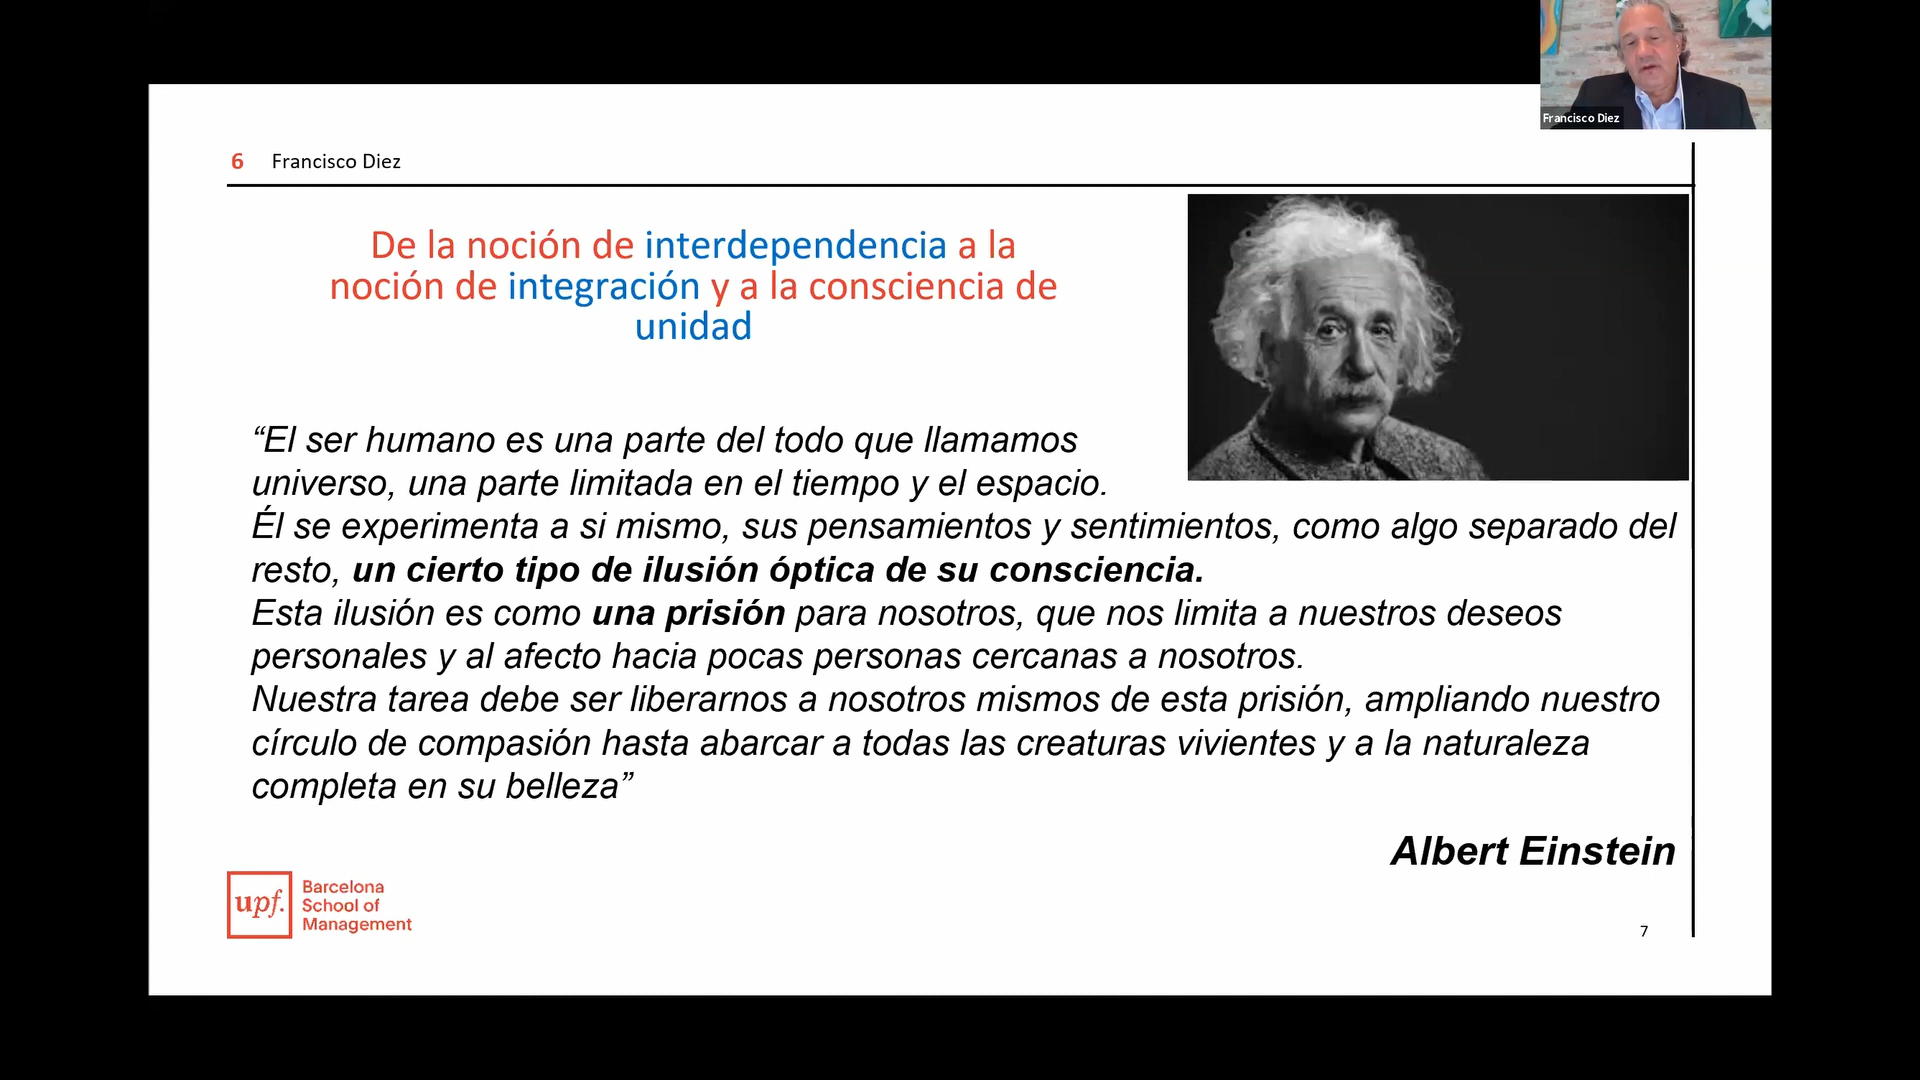 Francisco Diez
6 Francisco Diez
De la noción de interdependencia a la
noción de integración y a la consciencia de
unidad
“El ser humano es una parte del todo que llamamos
universo, una parte limitada en el tiempo y el espacio.
Él se experimenta a si mismo, sus pensamientos y sentimientos, como algo separado del
resto, un cierto tipo de ilusión óptica de su consciencia.
Esta ilusión es como una prisión para nosotros, que nos limita a nuestros deseos
personales y al afecto hacia pocas personas cercanas a nosotros.
Nuestra tarea debe ser liberarnos a nosotros mismos de esta prisión, ampliando nuestro
círculo de compasión hasta abarcar a todas las creaturas vivientes y a la naturaleza
completa en su belleza”
Albert Einstein
upf.
Barcelona
School of
Management
7